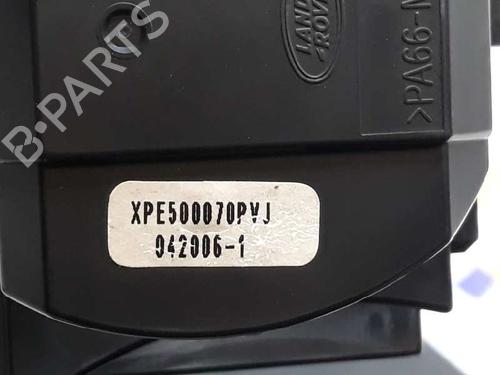 LAND
ROVER
>PA66-M
B-PARTS
XPE500070PVJ
042006-1